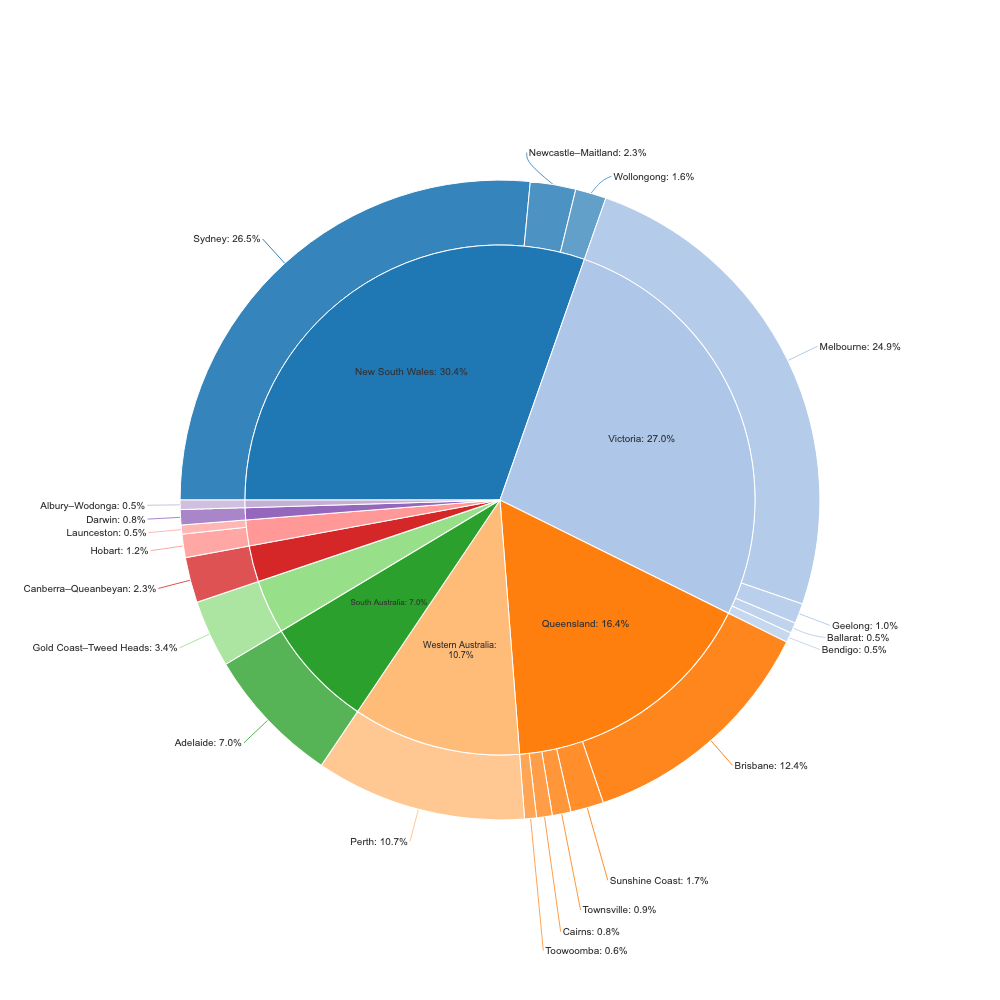 Newcastle–Maitland: 2.3%
Wollongong: 1.6%
Sydney: 26.5%
Melbourne: 24.9%
New South Wales: 30.4%
Victoria: 27.0%
Albury–Wodonga: 0.5%
Darwin: 0.8%
Launceston: 0.5%
Hobart: 1.2%
Canberra–Queanbeyan: 2.3%
South Australia: 7.0%
Queensland: 16.4%
Geelong: 1.0%
Ballarat: 0.5%
Bendigo: 0.5%
Gold Coast–Tweed Heads: 3.4%
Western Australia:
10.7%
Adelaide: 7.0%
Brisbane: 12.4%
Perth: 10.7%
Sunshine Coast: 1.7%
Townsville: 0.9%
Cairns: 0.8%
Toowoomba: 0.6%